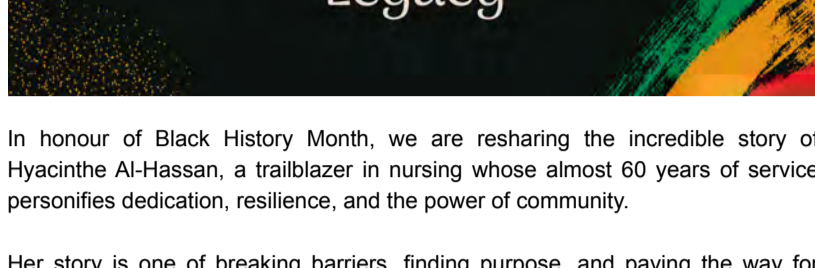 Legacy
In honour of Black History Month, we are resharing the incredible story of
Hyacinthe Al-Hassan, a trailblazer in nursing whose almost 60 years of service
personifies dedication, resilience, and the power of community.
Her story is one of breaking barriers, finding purpose, and paving the way for